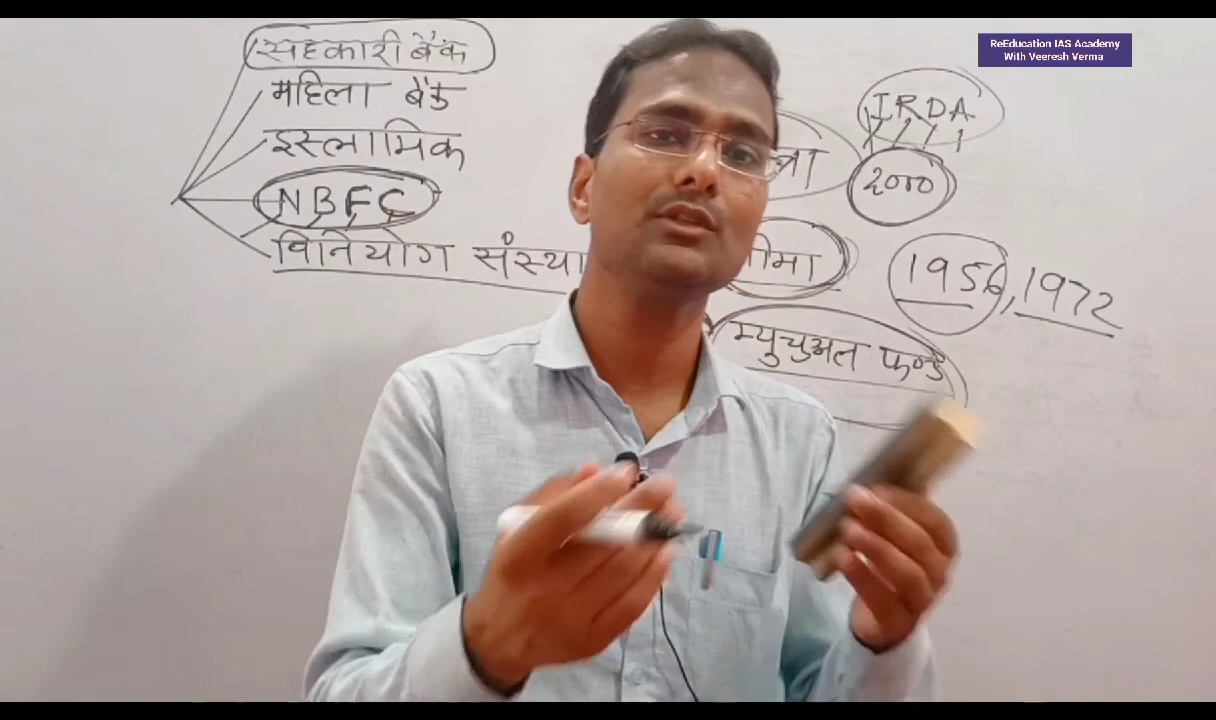 ReEducation IAS Academy
With Veeresh Verma
सहकारी बैंक
महिला बैंक
इस्लामिक
NBFC
विनियोग संस्था
IRDA
2000
1956, 1972
म्युचुअल फण्ड